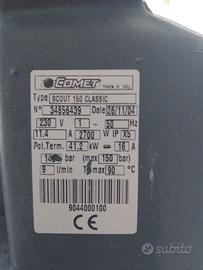 COMET
Made in Italy
Type SCOUT 150 CLASSIC
N° 34956439 Date 26/11/04
230 V 1 ~ 50 Hz
11.4 A 2700 W IP X5
Pot.Term. 41.2 kW ~ 16 A
bar (max 150) bar
9 l/min max 90 °C
9044000100
CE
subito